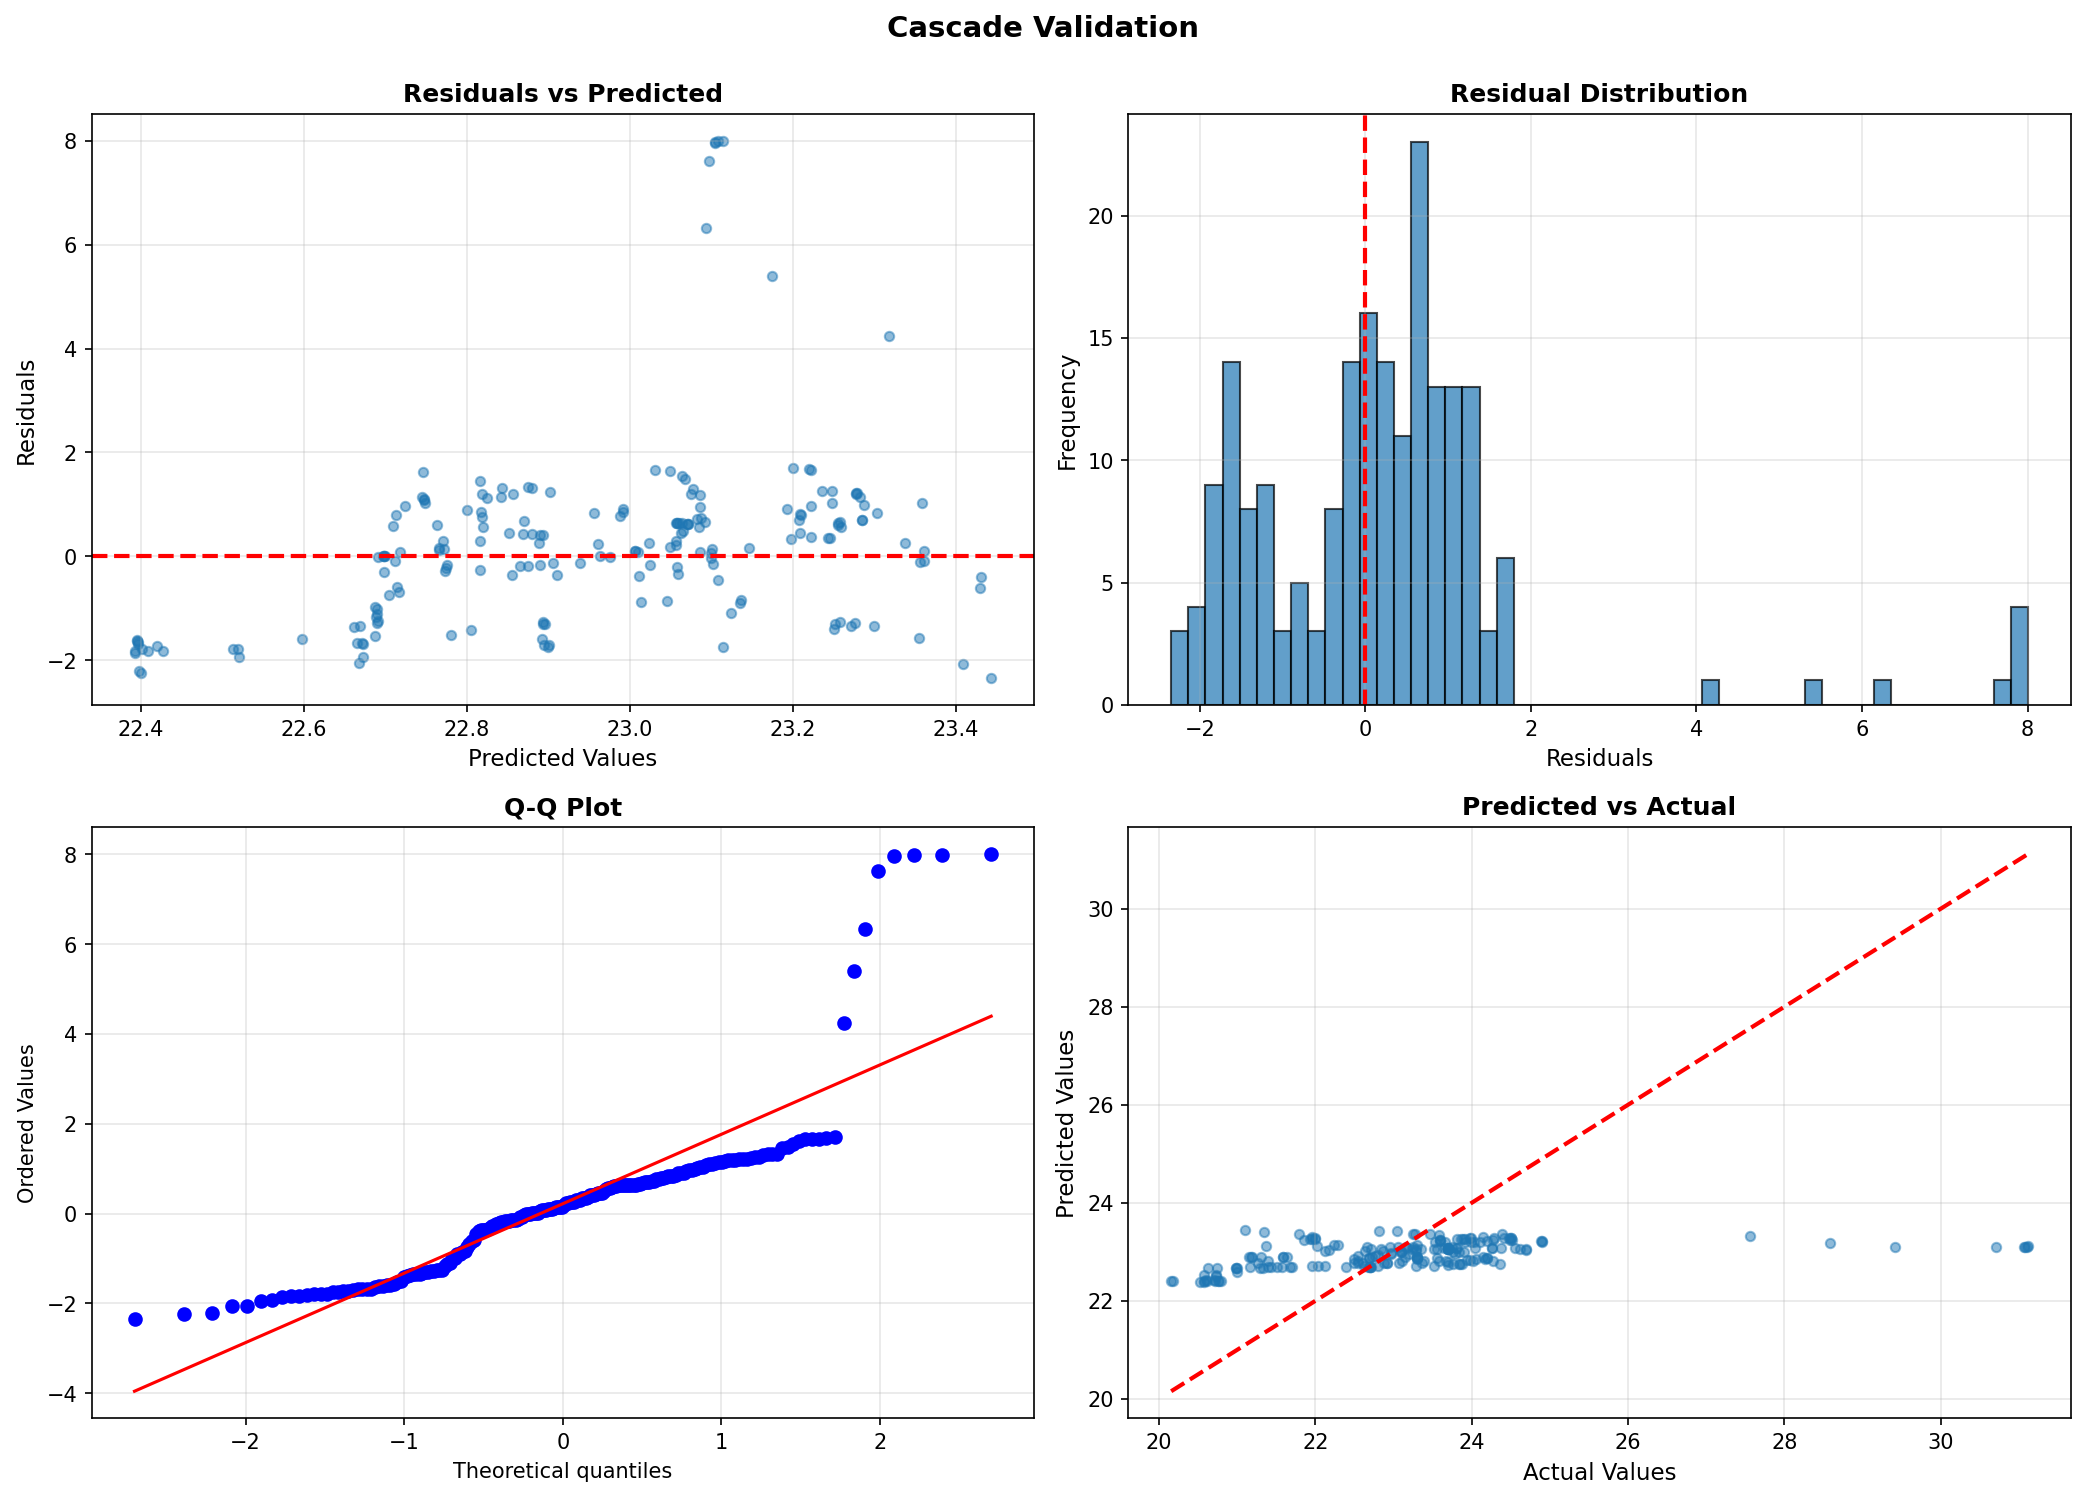 Cascade Validation
Residuals vs Predicted
8
6
4
2
0
−2
Residuals
22.4 22.6 22.8 23.0 23.2 23.4
Predicted Values
Residual Distribution
20
15
10
5
0
Frequency
−2 0 2 4 6 8
Residuals
Q-Q Plot
8
6
4
2
0
−2
−4
Ordered Values
−2 −1 0 1 2
Theoretical quantiles
Predicted vs Actual
30
28
26
24
22
20
Predicted Values
20 22 24 26 28 30
Actual Values